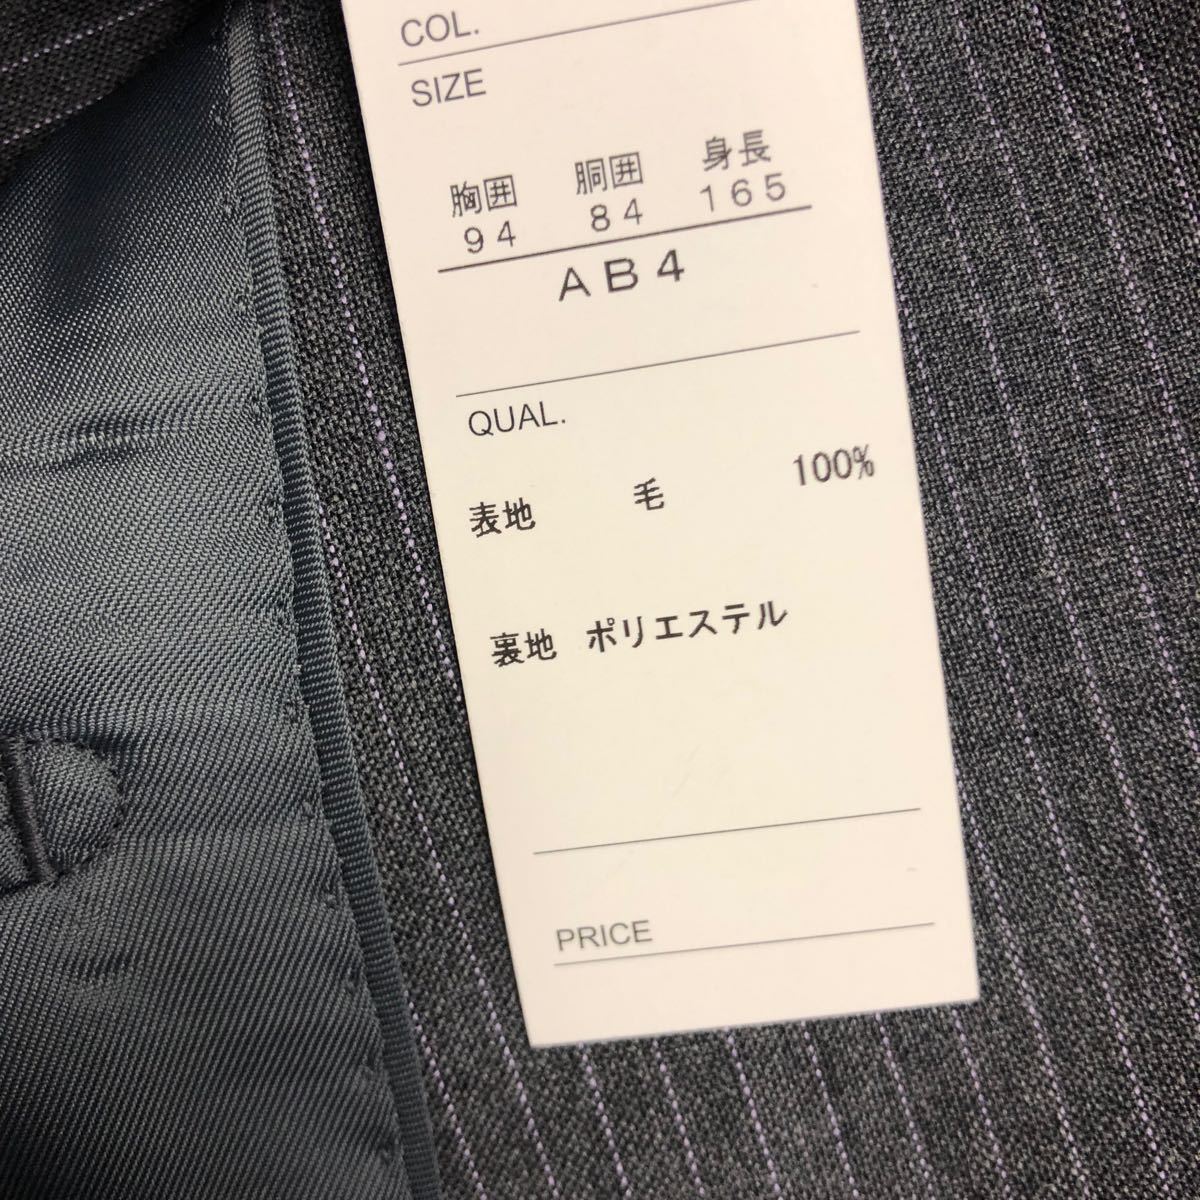 COL.
SIZE
胸囲 胴囲 身長
94 84 165
AB4
QUAL.
表地 毛 100%
裏地 ポリエステル
PRICE